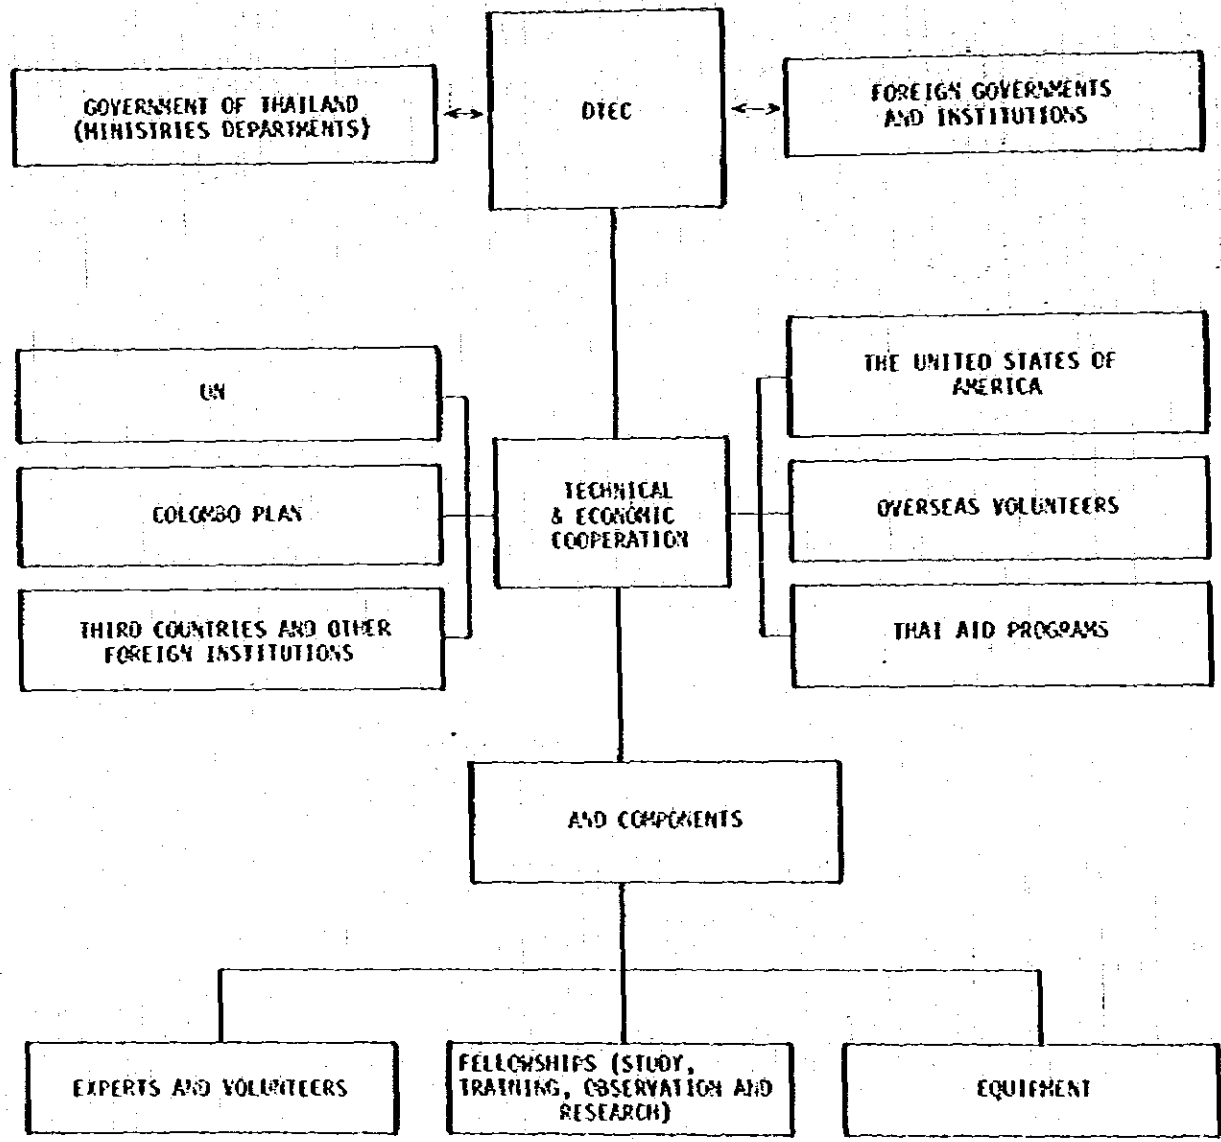 GOVERNMENT OF THAILAND
(MINISTRIES DEPARTMENTS)
DTEC
FOREIGN GOVERNMENTS
AND INSTITUTIONS
UN
COLOMBO PLAN
THIRD COUNTRIES AND OTHER
FOREIGN INSTITUTIONS
TECHNICAL
& ECONOMIC
COOPERATION
THE UNITED STATES OF
AMERICA
OVERSEAS VOLUNTEERS
THAI AID PROGRAMS
AND COMPONENTS
EXPERTS AND VOLUNTEERS
FELLOWSHIPS (STUDY,
TRAINING, OBSERVATION AND
RESEARCH)
EQUIPMENT